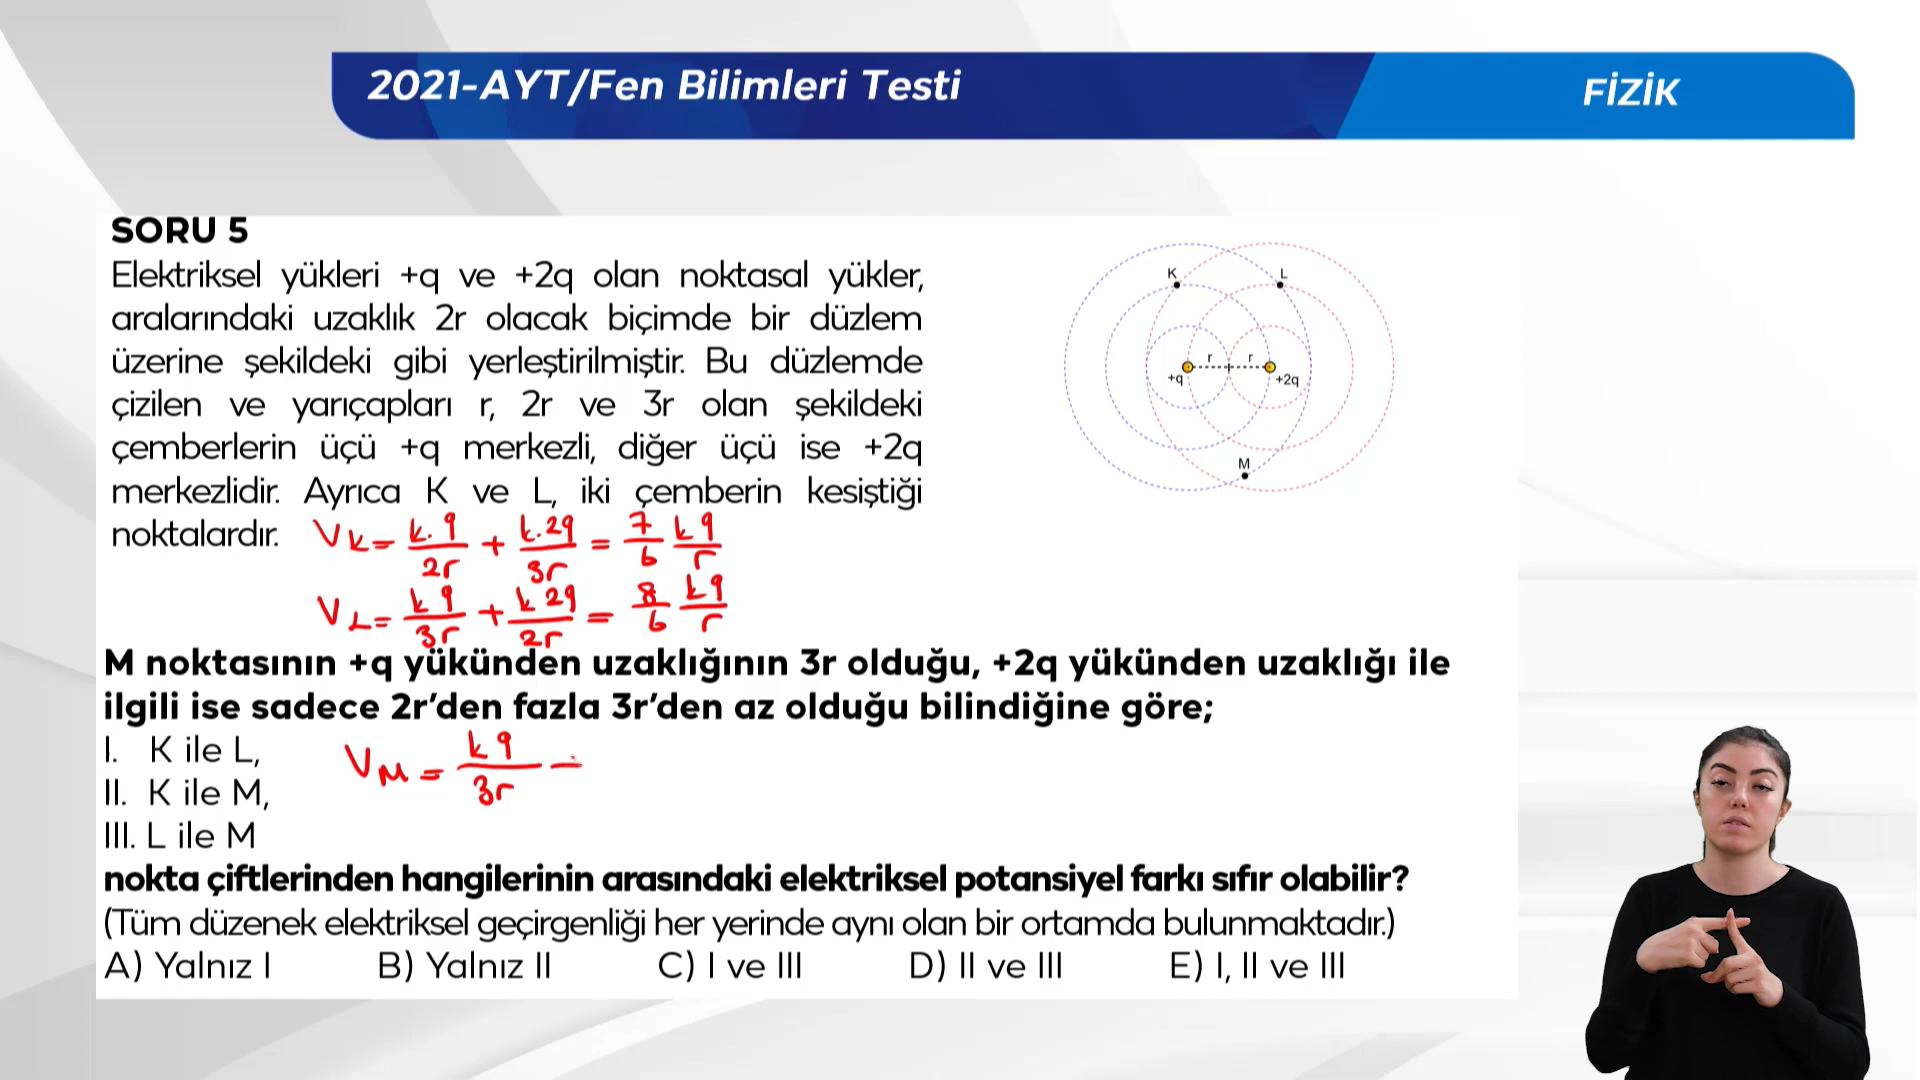 2021-AYT/Fen Bilimleri Testi
FİZİK
SORU 5
Elektriksel yükleri +q ve +2q olan noktasal yükler,
aralarındaki uzaklık 2r olacak biçimde bir düzlem
üzerine şekildeki gibi yerleştirilmiştir. Bu düzlemde
çizilen ve yarıçapları r, 2r ve 3r olan şekildeki
çemberlerin üçü +q merkezli, diğer üçü ise +2q
merkezlidir. Ayrıca K ve L, iki çemberin kesiştiği
noktalardır.
K
L
r
r
+q
+2q
M
V_K = k.q/2r + k.2q/3r = 7/6 kq/r
V_L = kq/3r + k2q/2r = 8/6 kq/r
M noktasının +q yükünden uzaklığının 3r olduğu, +2q yükünden uzaklığı ile
ilgili ise sadece 2r’den fazla 3r’den az olduğu bilindiğine göre;
I. K ile L,
V_M = kq/3r –
II. K ile M,
III. L ile M
nokta çiftlerinden hangilerinin arasındaki elektriksel potansiyel farkı sıfır olabilir?
(Tüm düzenek elektriksel geçirgenliği her yerinde aynı olan bir ortamda bulunmaktadır.)
A) Yalnız I B) Yalnız II C) I ve III D) II ve III E) I, II ve III